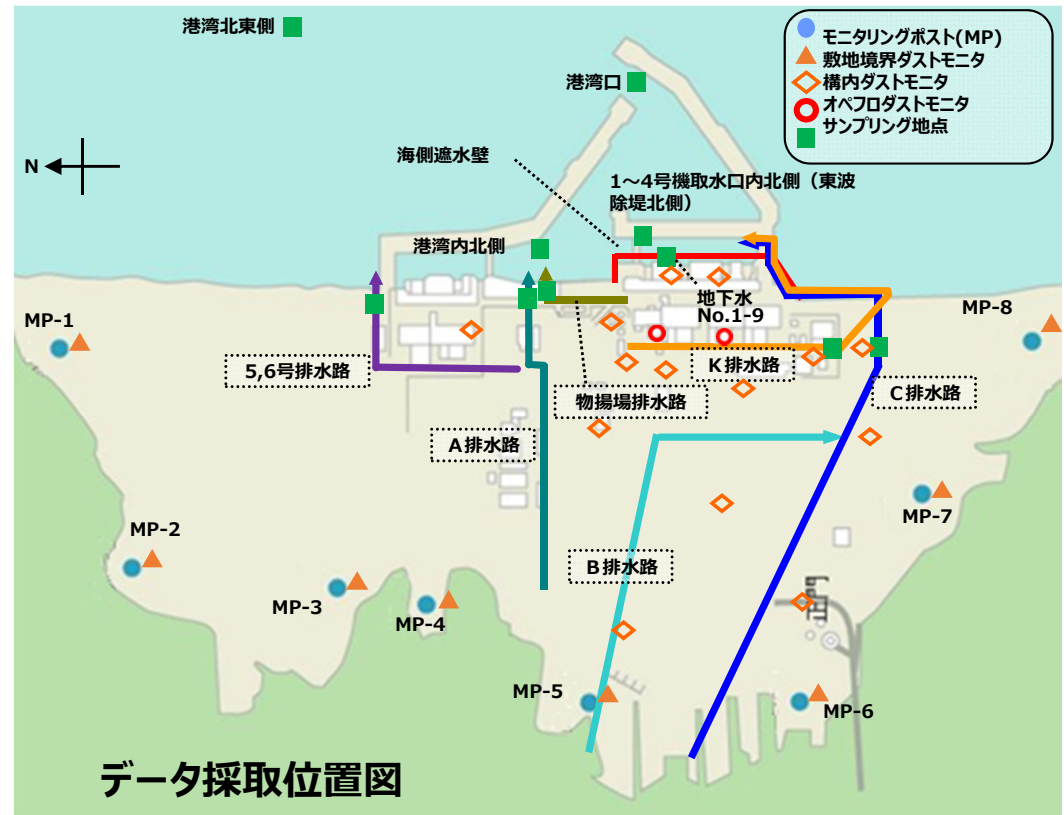 港湾北東側
モニタリングポスト(MP)
敷地境界ダストモニタ
構内ダストモニタ
オペフロダストモニタ
サンプリング地点
港湾口
N
海側遮水壁
1～4号機取水口内北側（東波
除堤北側）
港湾内北側
地下水
No.1-9
MP-1
MP-8
5,6号排水路
K排水路
C排水路
物揚場排水路
A排水路
MP-7
MP-2
B排水路
MP-3
MP-4
MP-5
MP-6
データ採取位置図